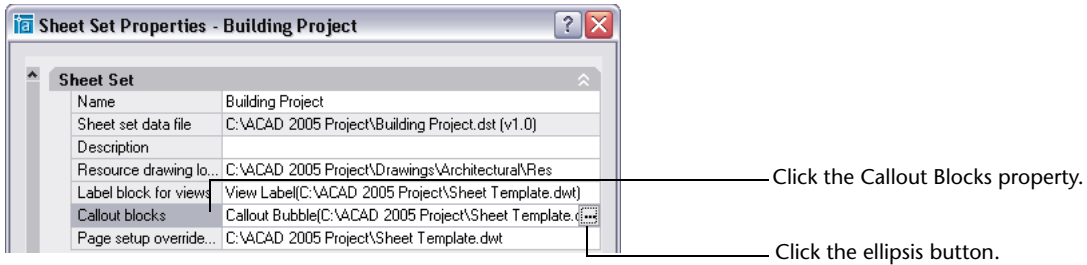 Sheet Set Properties - Building Project
Sheet Set
Name Building Project
Sheet set data file C:\ACAD 2005 Project\Building Project.dst (v1.0)
Description
Resource drawing lo... C:\ACAD 2005 Project\Drawings\Architectural\Res
Label block for views View Label(C:\ACAD 2005 Project\Sheet Template.dwt)
Callout blocks Callout Bubble(C:\ACAD 2005 Project\Sheet Template.d ...
Page setup override... C:\ACAD 2005 Project\Sheet Template.dwt
Click the Callout Blocks property.
Click the ellipsis button.